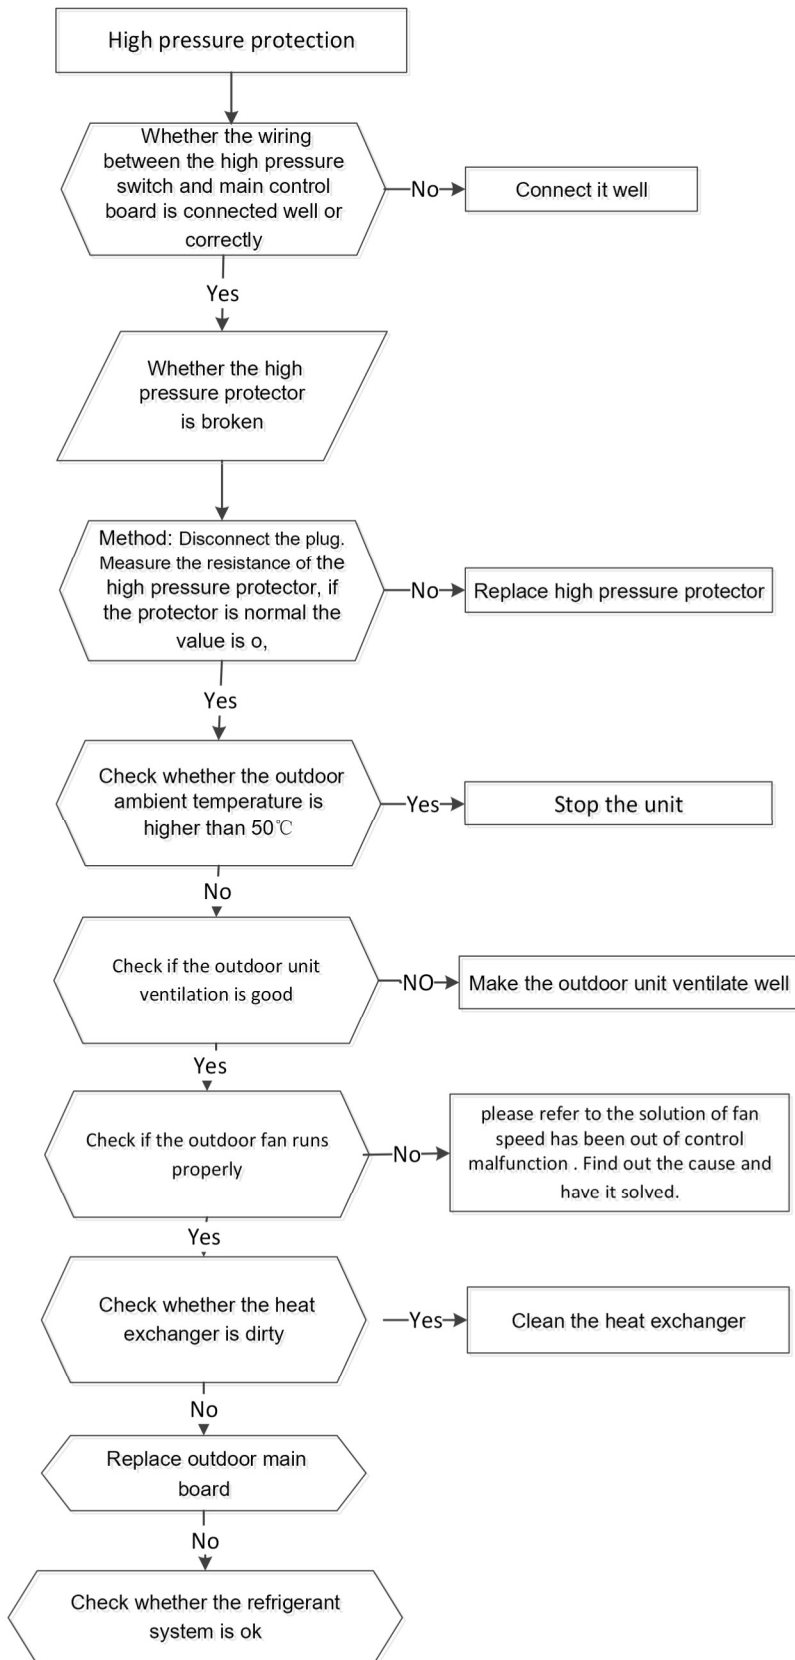 High pressure protection
Whether the wiring
between the high pressure
switch and main control
board is connected well or
correctly
No
Connect it well
Yes
Whether the high
pressure protector
is broken
Method: Disconnect the plug.
Measure the resistance of the
high pressure protector, if
the protector is normal the
value is o,
No
Replace high pressure protector
Yes
Check whether the outdoor
ambient temperature is
higher than 50℃
Yes
Stop the unit
No
Check if the outdoor unit
ventilation is good
NO
Make the outdoor unit ventilate well
Yes
Check if the outdoor fan runs
properly
No
please refer to the solution of fan
speed has been out of control
malfunction . Find out the cause and
have it solved.
Yes
Check whether the heat
exchanger is dirty
Yes
Clean the heat exchanger
No
Replace outdoor main
board
No
Check whether the refrigerant
system is ok